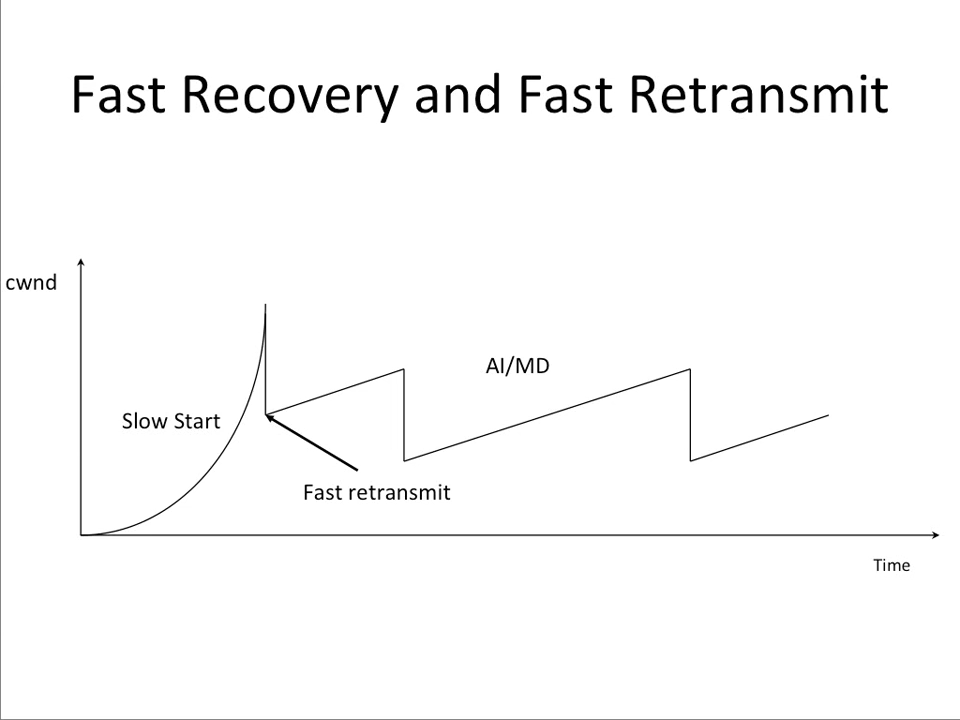 Fast Recovery and Fast Retransmit
cwnd
AI/MD
Slow Start
Fast retransmit
Time